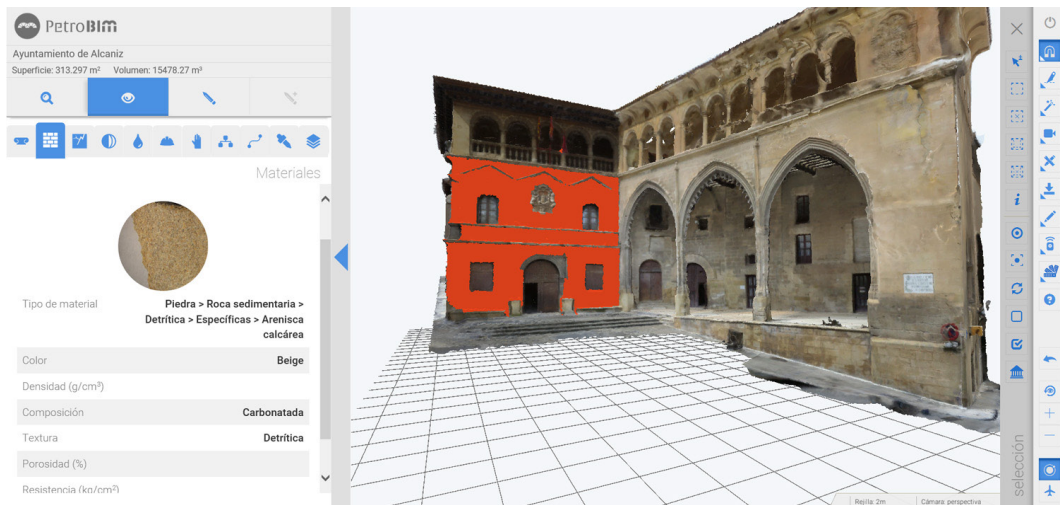 PetroBIM
Ayuntamiento de Alcaniz
Superficie: 313.297 m² Volumen: 15478.27 m³
Materiales
Tipo de material Piedra > Roca sedimentaria >
Detrítica > Específicas > Arenisca
calcárea
Color Beige
Densidad (g/cm³)
Composición Carbonatada
Textura Detrítica
Porosidad (%)
Resistencia (kg/cm²)
selección
Rejilla: 2m Cámara: perspectiva